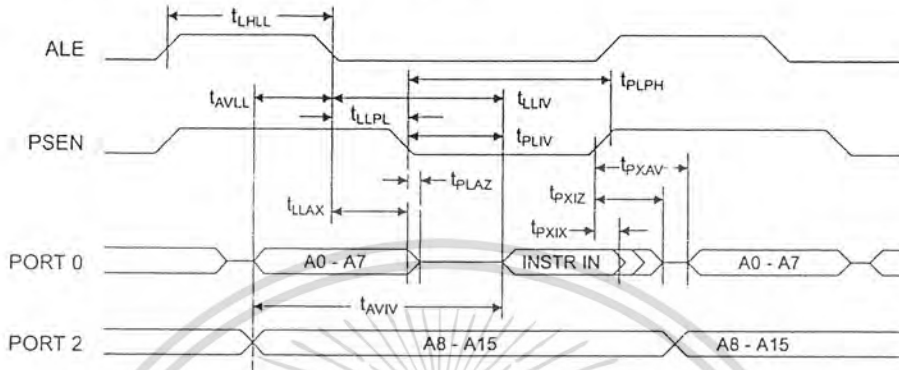 tLHLL
ALE
tPLPH
tAVLL
tLLIV
tLLPL
PSEN
tPLIV
tPXAV
tPLAZ
tPXIZ
tLLAX
tPXIX
PORT 0
A0 - A7
INSTR IN
A0 - A7
tAVIV
PORT 2
A8 - A15
A8 - A15